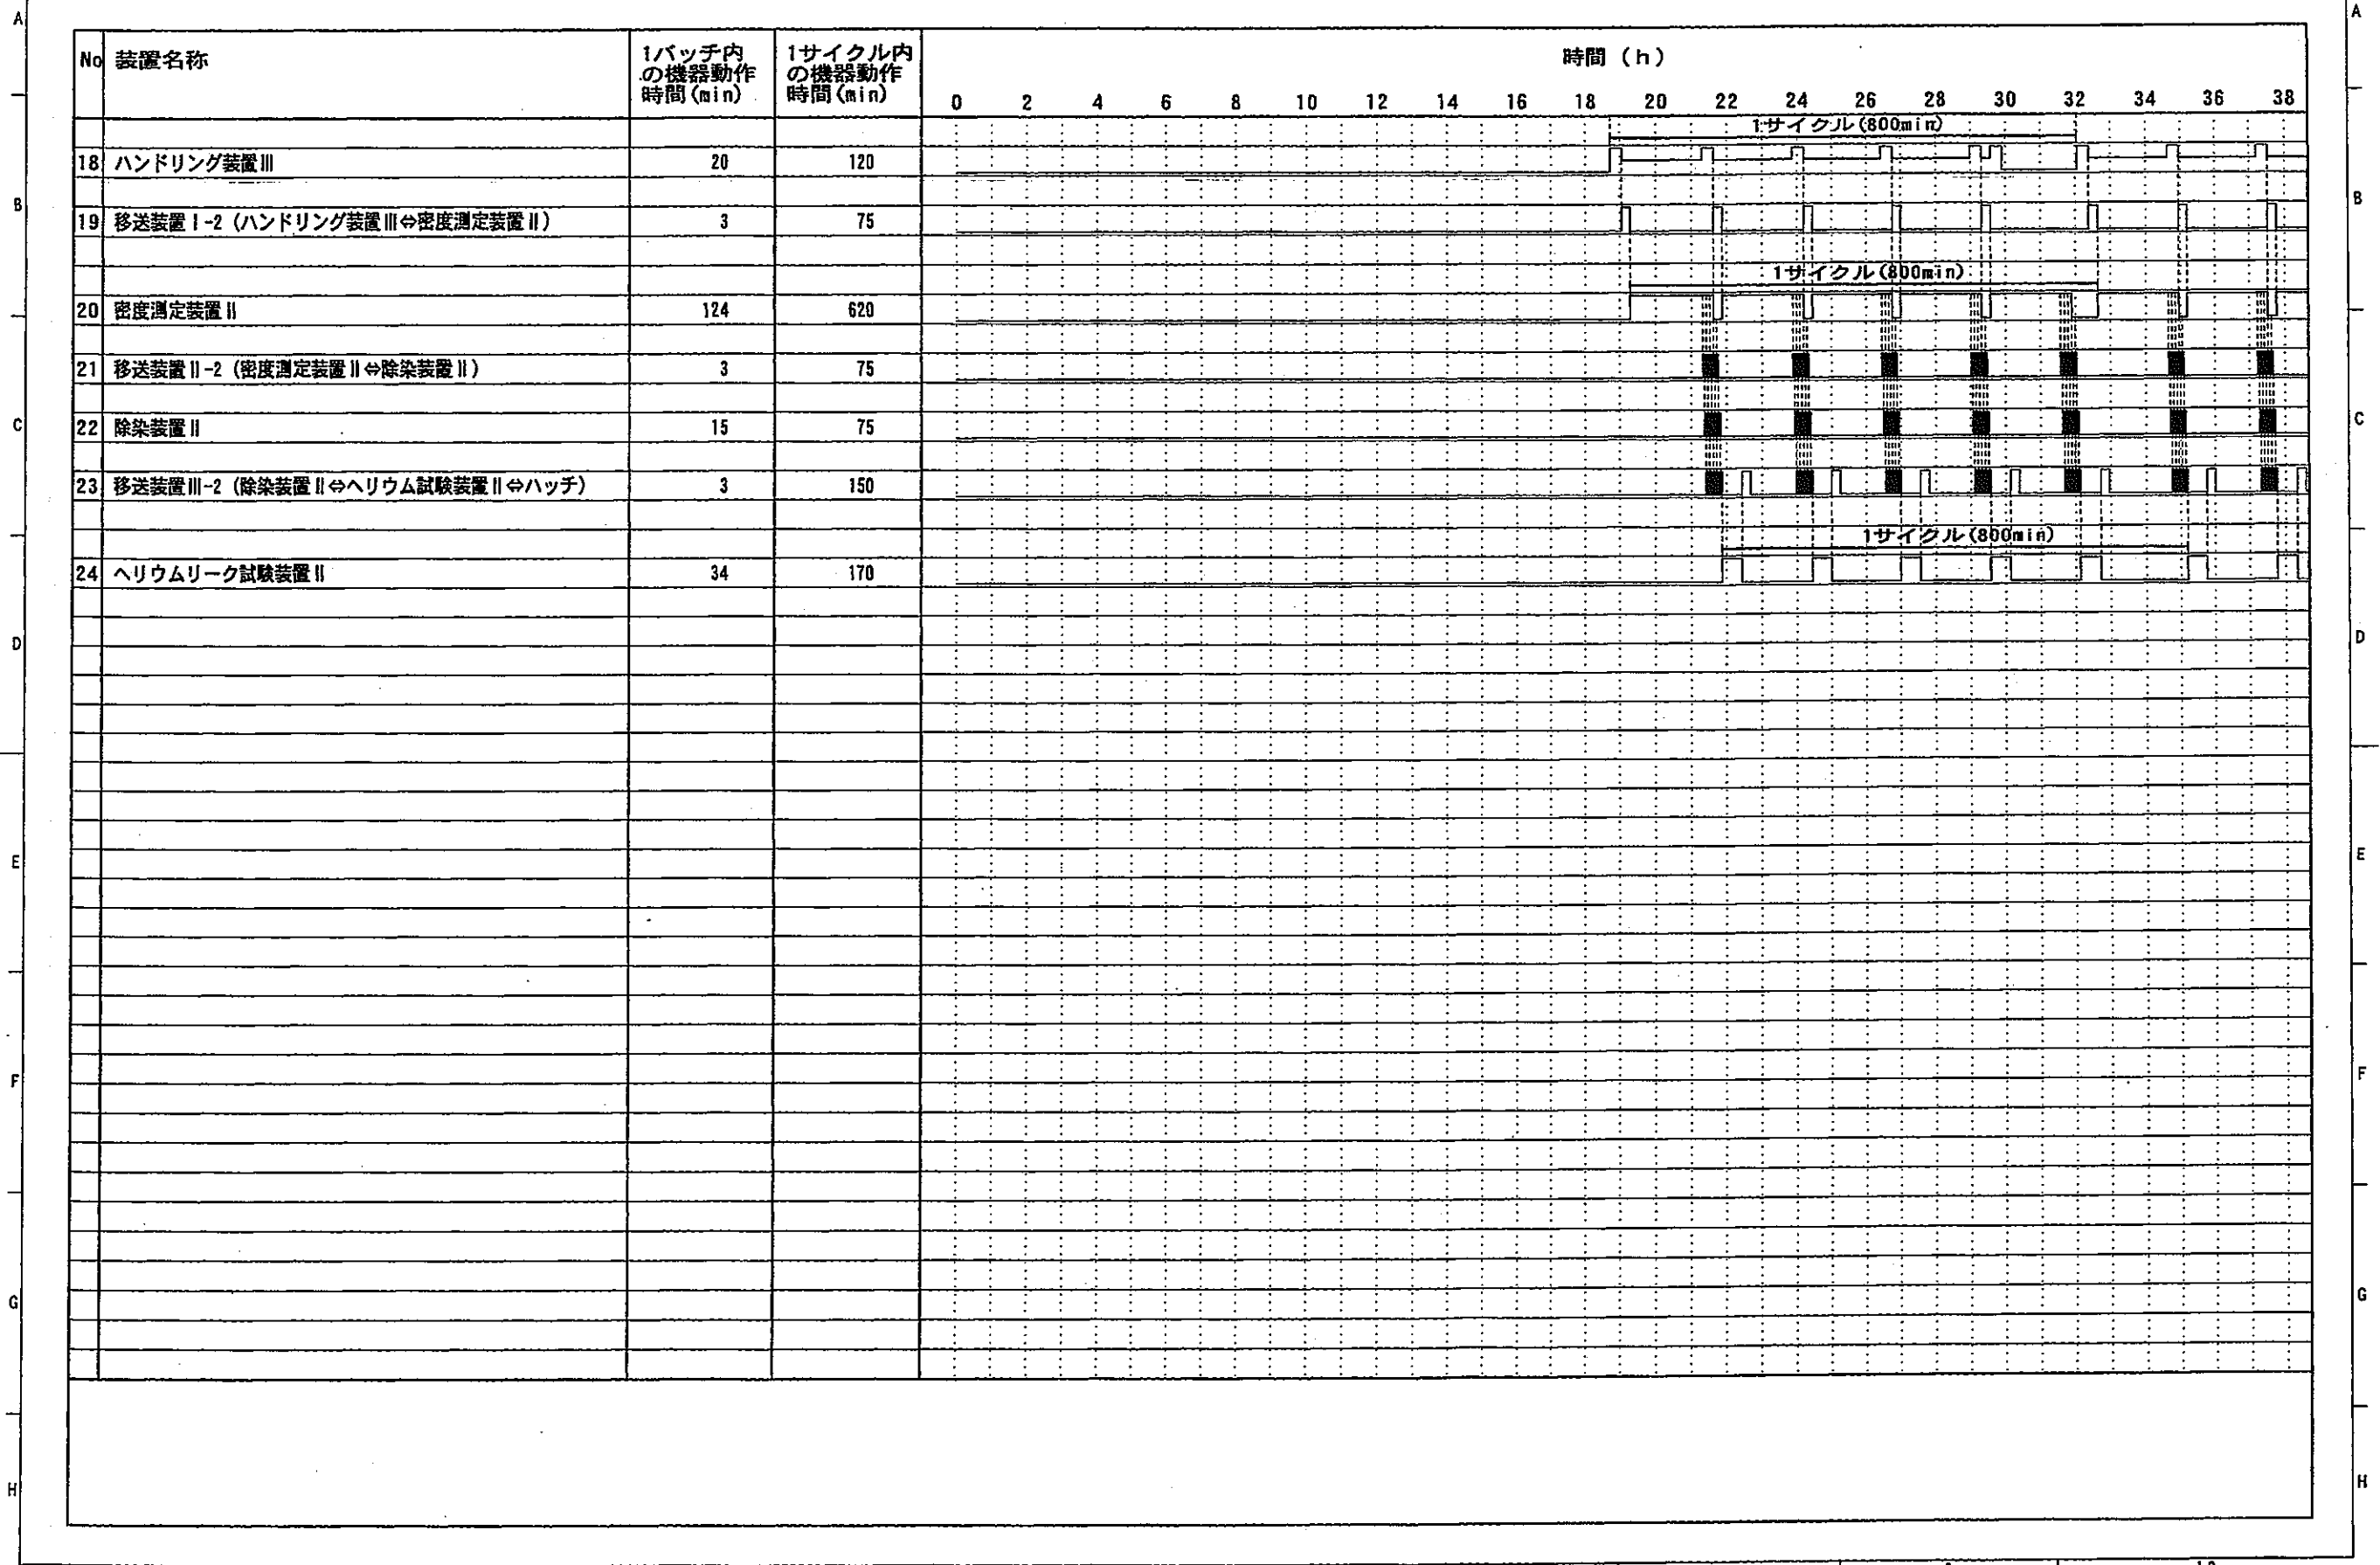 A A
No 装置名称 1バッチ内の機器動作時間(min) 1サイクル内の機器動作時間(min) 時間 (h)
0 2 4 6 8 10 12 14 16 18 20 22 24 26 28 30 32 34 36 38
1サイクル(800min)
18 ハンドリング装置Ⅲ 20 120
B B
19 移送装置Ⅰ-2 (ハンドリング装置Ⅲ⇔密度測定装置Ⅱ) 3 75
1サイクル(800min)
20 密度測定装置Ⅱ 124 620
21 移送装置Ⅱ-2 (密度測定装置Ⅱ⇔除染装置Ⅱ) 3 75
C C
22 除染装置Ⅱ 15 75
23 移送装置Ⅲ-2 (除染装置Ⅱ⇔ヘリウム試験装置Ⅱ⇔ハッチ) 3 150
1サイクル(800min)
24 ヘリウムリーク試験装置Ⅱ 34 170
D D
E E
F F
G G
H H